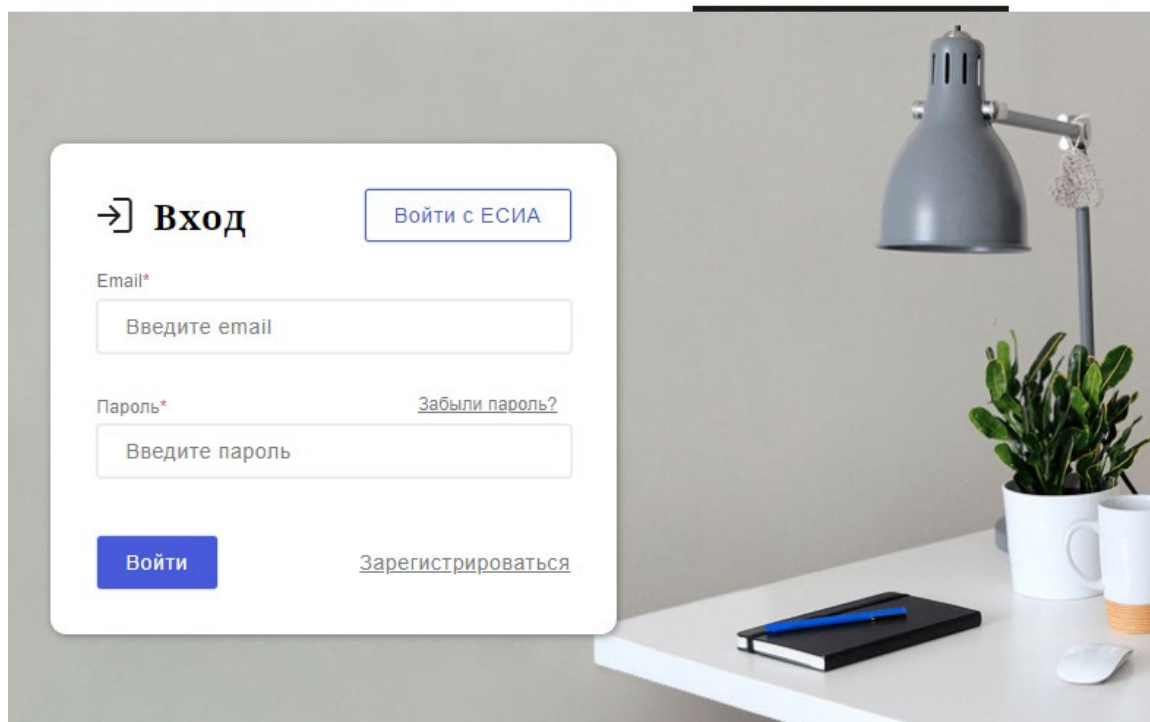 Вход
Войти с ЕСИА
Email*
Введите email
Пароль*
Забыли пароль?
Введите пароль
Войти
Зарегистрироваться